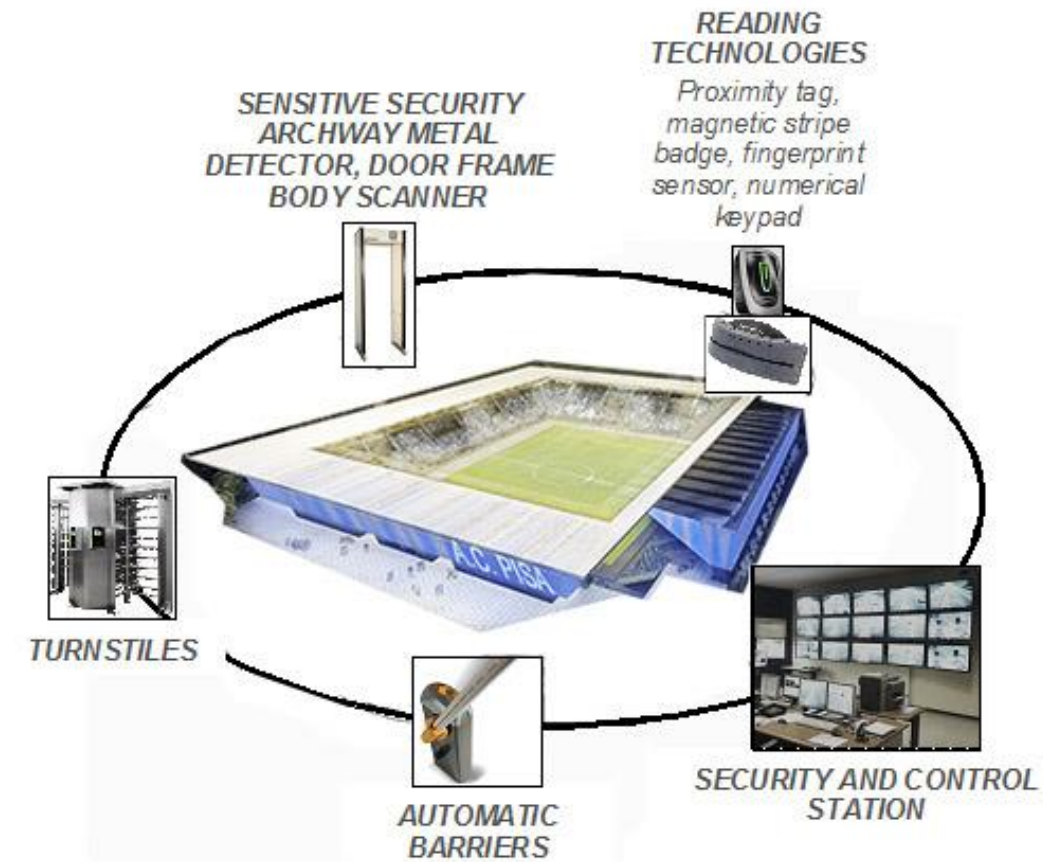 READING
TECHNOLOGIES
Proximity tag,
magnetic stripe
badge, fingerprint
sensor, numerical
keypad
SENSITIVE SECURITY
ARCHWAY METAL
DETECTOR, DOOR FRAME
BODY SCANNER
A.C. PISA
TURNSTILES
AUTOMATIC
BARRIERS
SECURITY AND CONTROL
STATION